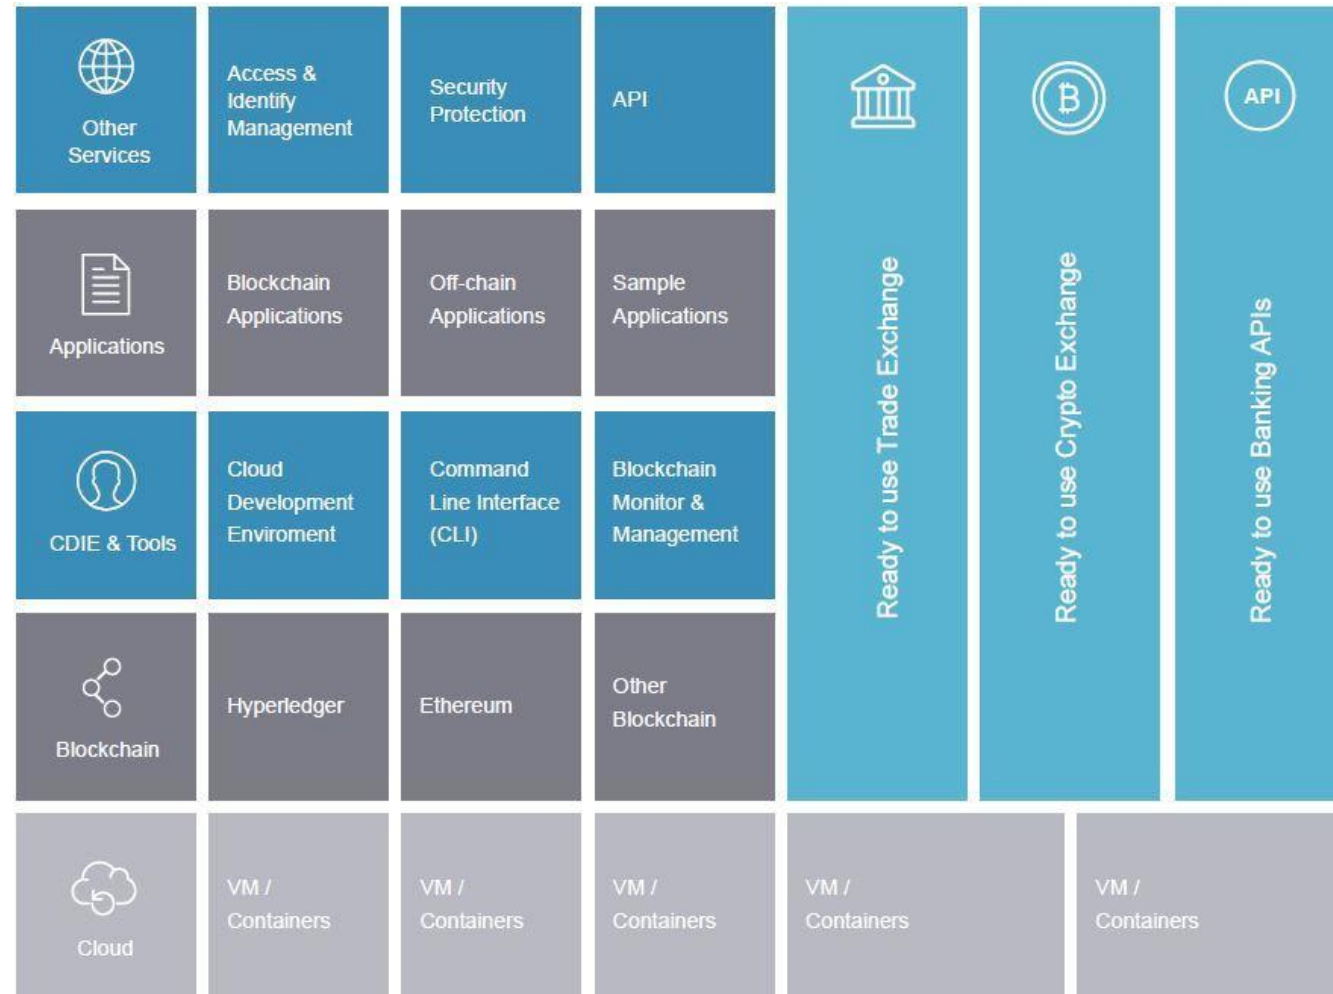 Other
Services
Access &
Identify
Management
Security
Protection
API
API
Applications
Blockchain
Applications
Off-chain
Applications
Sample
Applications
Ready to use Trade Exchange
Ready to use Crypto Exchange
Ready to use Banking APIs
CDIE & Tools
Cloud
Development
Enviroment
Command
Line Interface
(CLI)
Blockchain
Monitor &
Management
Blockchain
Hyperledger
Ethereum
Other
Blockchain
Cloud
VM /
Containers
VM /
Containers
VM /
Containers
VM /
Containers
VM /
Containers